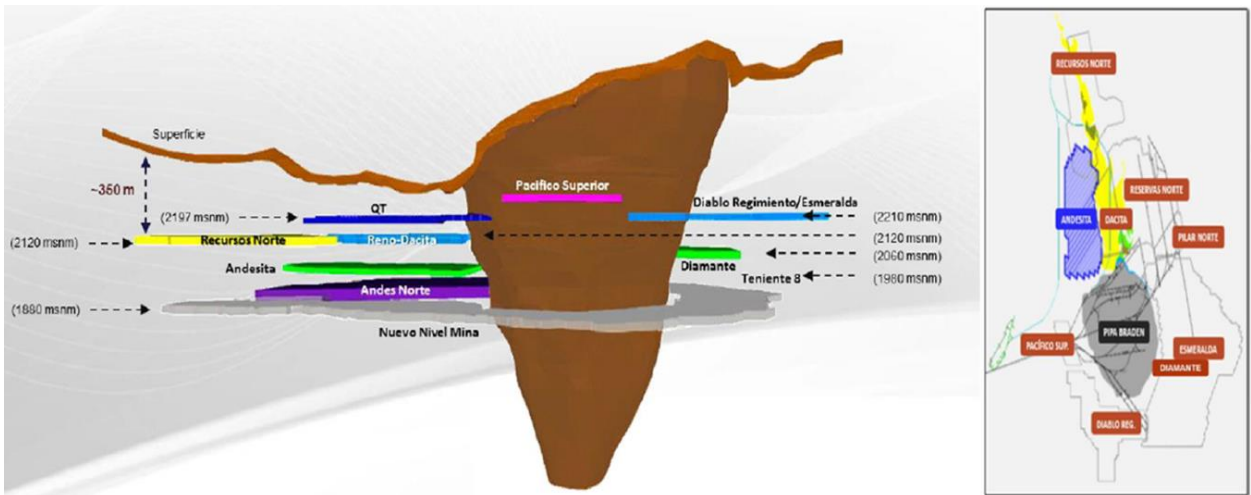 Superficie
~350 m
Pacífico Superior
QT
(2197 msnm)
Diablo Regimiento/Esmeralda
(2210 msnm)
(2120 msnm)
Recursos Norte
Reno-Dacita
(2120 msnm)
Andesita
Diamante
(2060 msnm)
Teniente 8
(1980 msnm)
Andes Norte
(1880 msnm)
Nuevo Nivel Mina
RECURSOS NORTE
RESERVAS NORTE
ANDESITA
DACITA
PILAR NORTE
PIPA BRADEN
PACÍFICO SUP.
ESMERALDA
DIAMANTE
DIABLO REG.